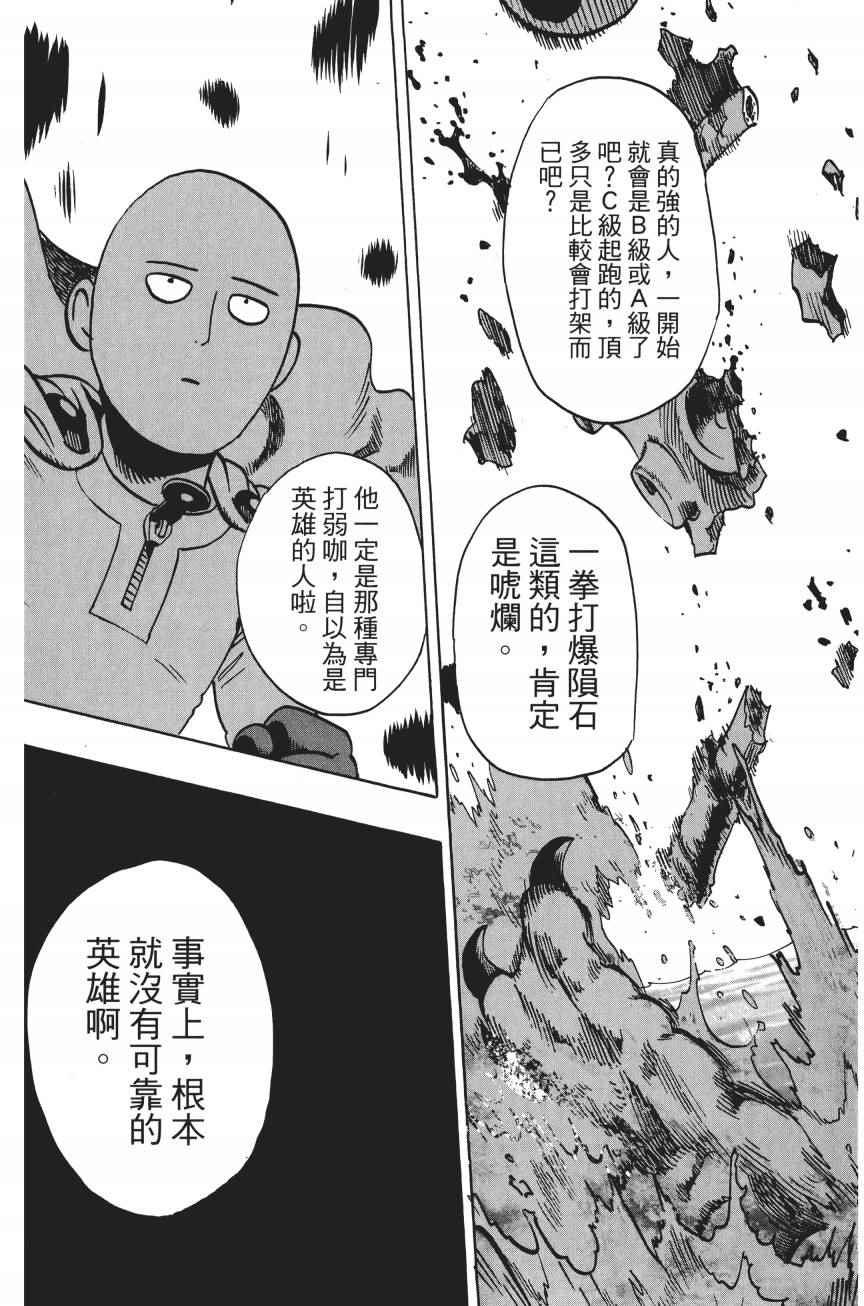 真的強的人，一開始
就會是B級或A級了
吧？C級起跑的，頂
多只是比較會打架而
已吧？
一拳打爆隕石
這類的，肯定
是唬爛。
他一定是那種專門
打弱咖，自以為是
英雄的人啦。
事實上，根本
就沒有可靠的
英雄啊。